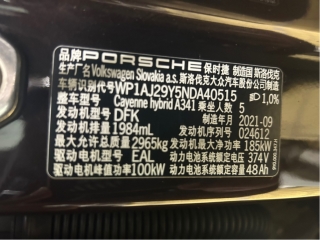 品牌 PORSCHE 保时捷 制造国 斯洛伐克
生产厂名 Volkswagen Slovakia a.s. 斯洛伐克大众汽车股份公司
车辆识别代号 WP1AJ29Y5NDA40515 1,0%
整车型号 Cayenne hybrid A341 乘坐人数 5
发动机型号 DFK 制造年月 2021-09
发动机排量 1984mL 发动机号 024612
最大允许总质量 2965kg 发动机最大净功率 185kW
驱动电机型号 EAL 动力电池系统额定电压 374V
驱动电机峰值功率 100kW 动力电池系统额定容量 48Ah